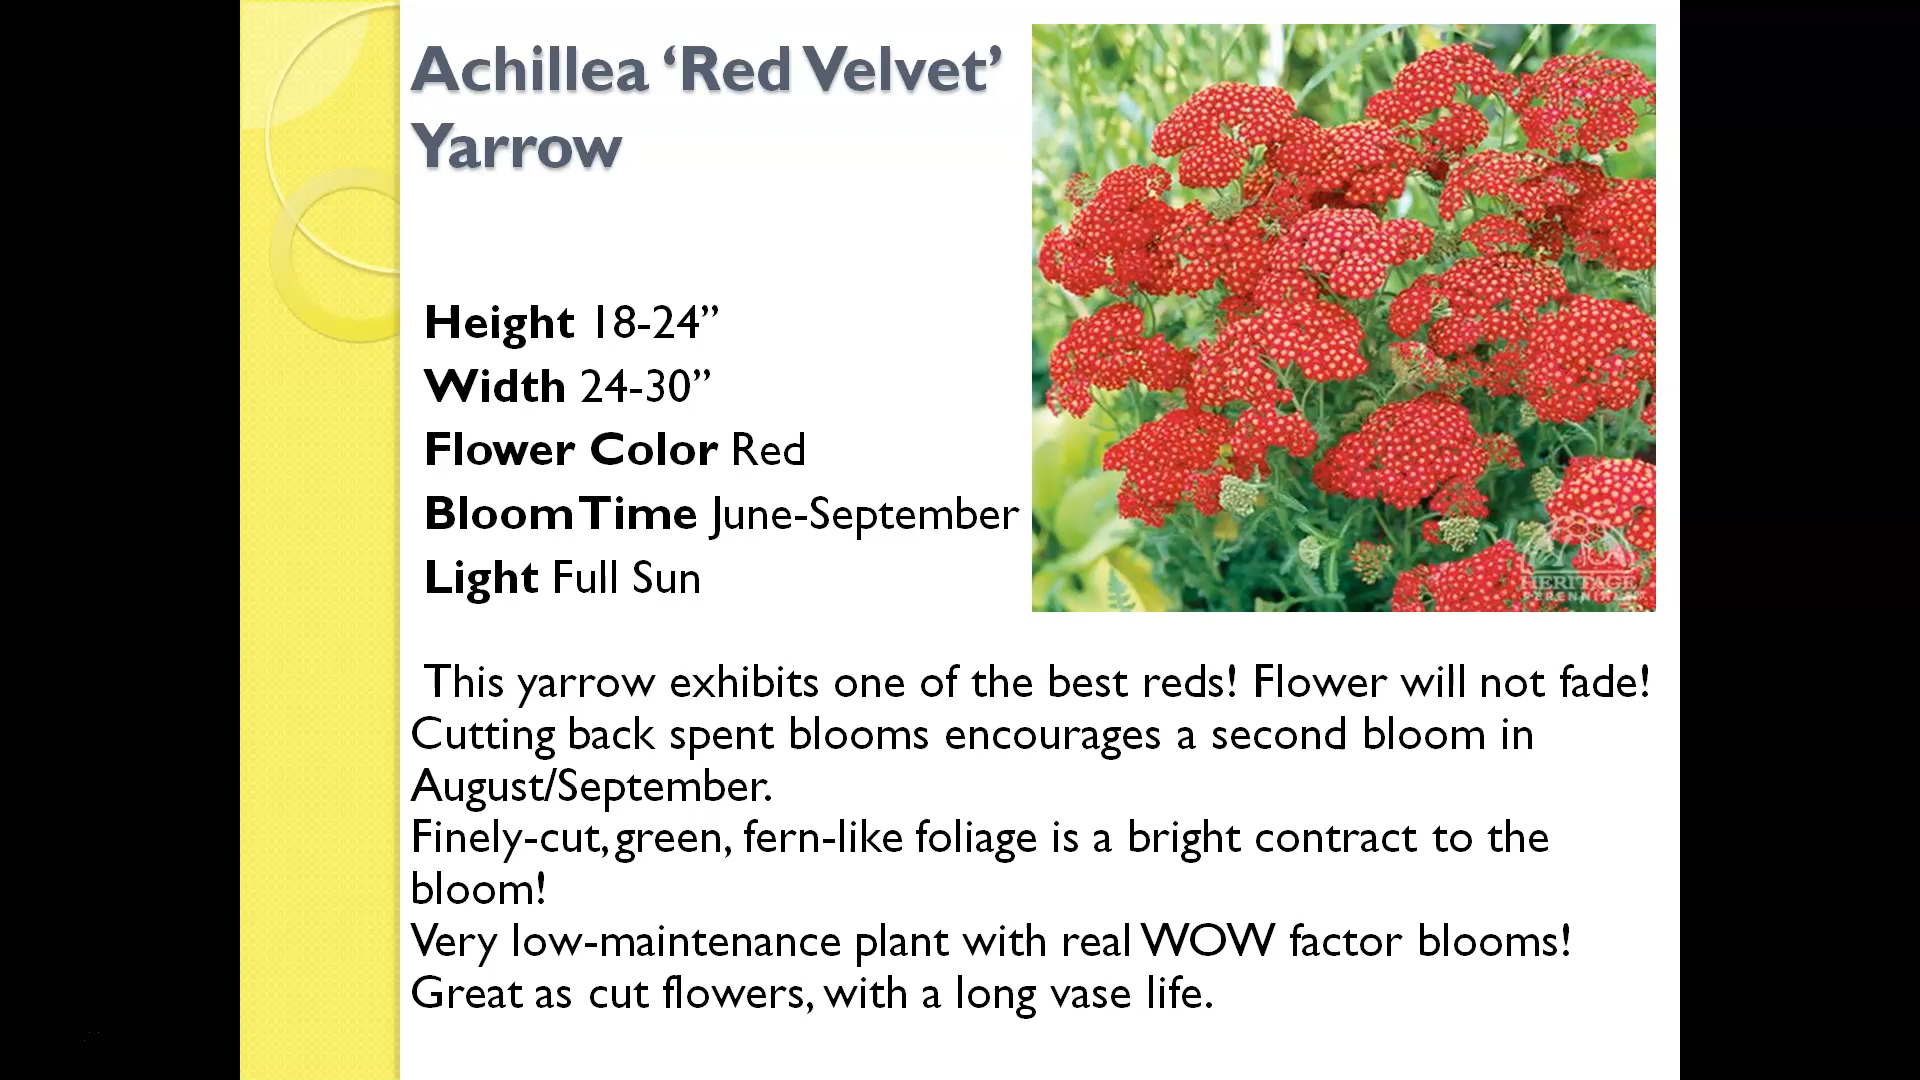 Achillea ‘Red Velvet’
Yarrow
Height 18-24”
Width 24-30”
Flower Color Red
Bloom Time June-September
Light Full Sun
HERITAGE
PERENNIALS
This yarrow exhibits one of the best reds! Flower will not fade!
Cutting back spent blooms encourages a second bloom in
August/September.
Finely-cut, green, fern-like foliage is a bright contract to the
bloom!
Very low-maintenance plant with real WOW factor blooms!
Great as cut flowers, with a long vase life.